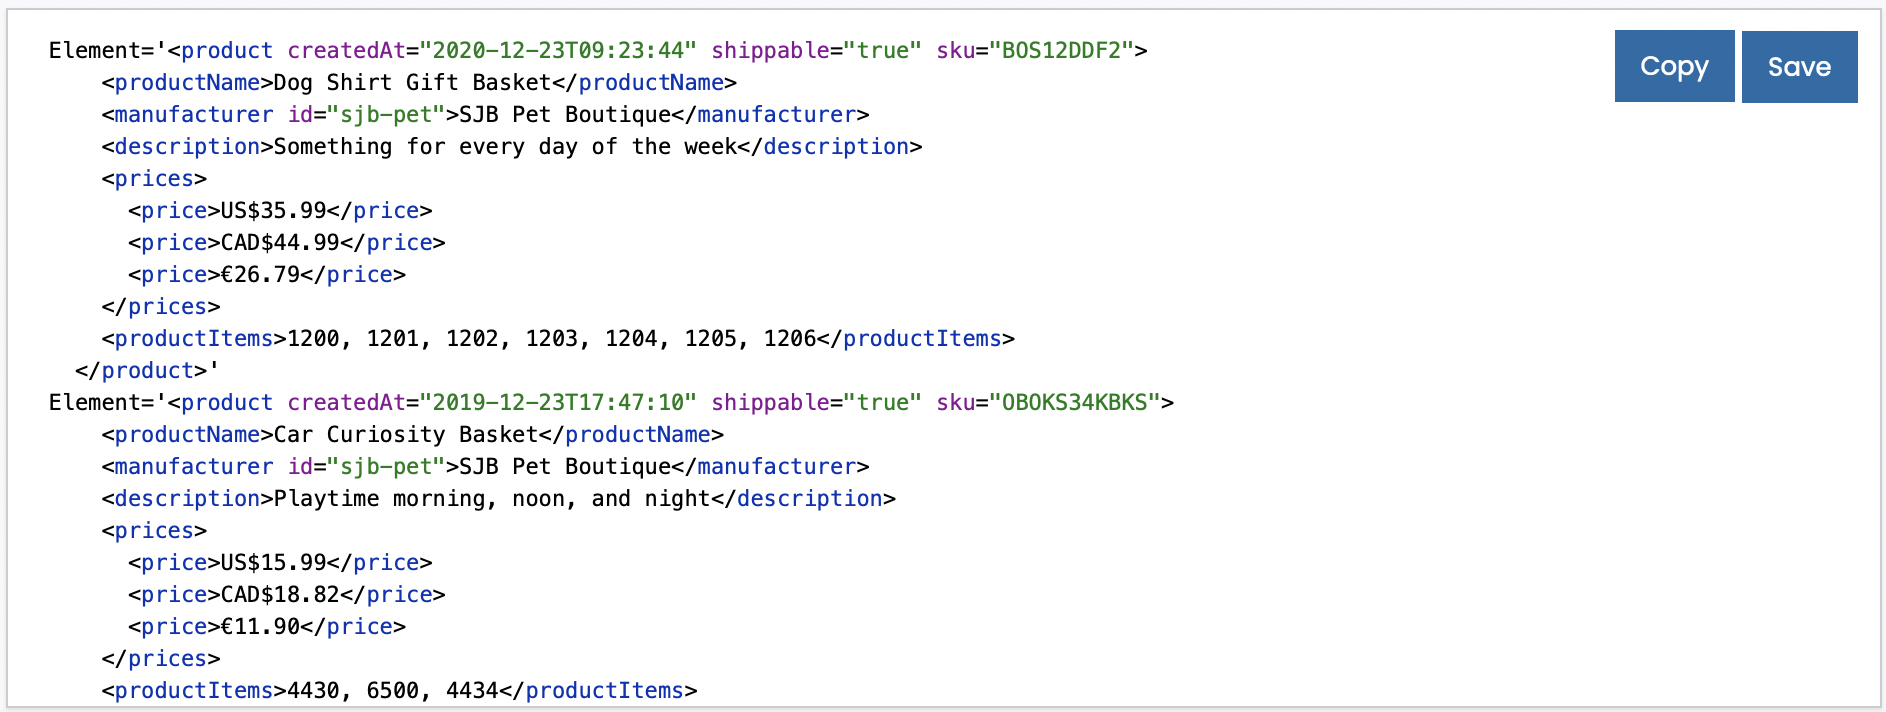 Element='<product createdAt="2020-12-23T09:23:44" shippable="true" sku="BOS12DDF2">
Copy
Save
<productName>Dog Shirt Gift Basket</productName>
<manufacturer id="sjb-pet">SJB Pet Boutique</manufacturer>
<description>Something for every day of the week</description>
<prices>
<price>US$35.99</price>
<price>CAD$44.99</price>
<price>€26.79</price>
</prices>
<productItems>1200, 1201, 1202, 1203, 1204, 1205, 1206</productItems>
</product>'
Element='<product createdAt="2019-12-23T17:47:10" shippable="true" sku="OBOKS34KBKS">
<productName>Car Curiosity Basket</productName>
<manufacturer id="sjb-pet">SJB Pet Boutique</manufacturer>
<description>Playtime morning, noon, and night</description>
<prices>
<price>US$15.99</price>
<price>CAD$18.82</price>
<price>€11.90</price>
</prices>
<productItems>4430, 6500, 4434</productItems>